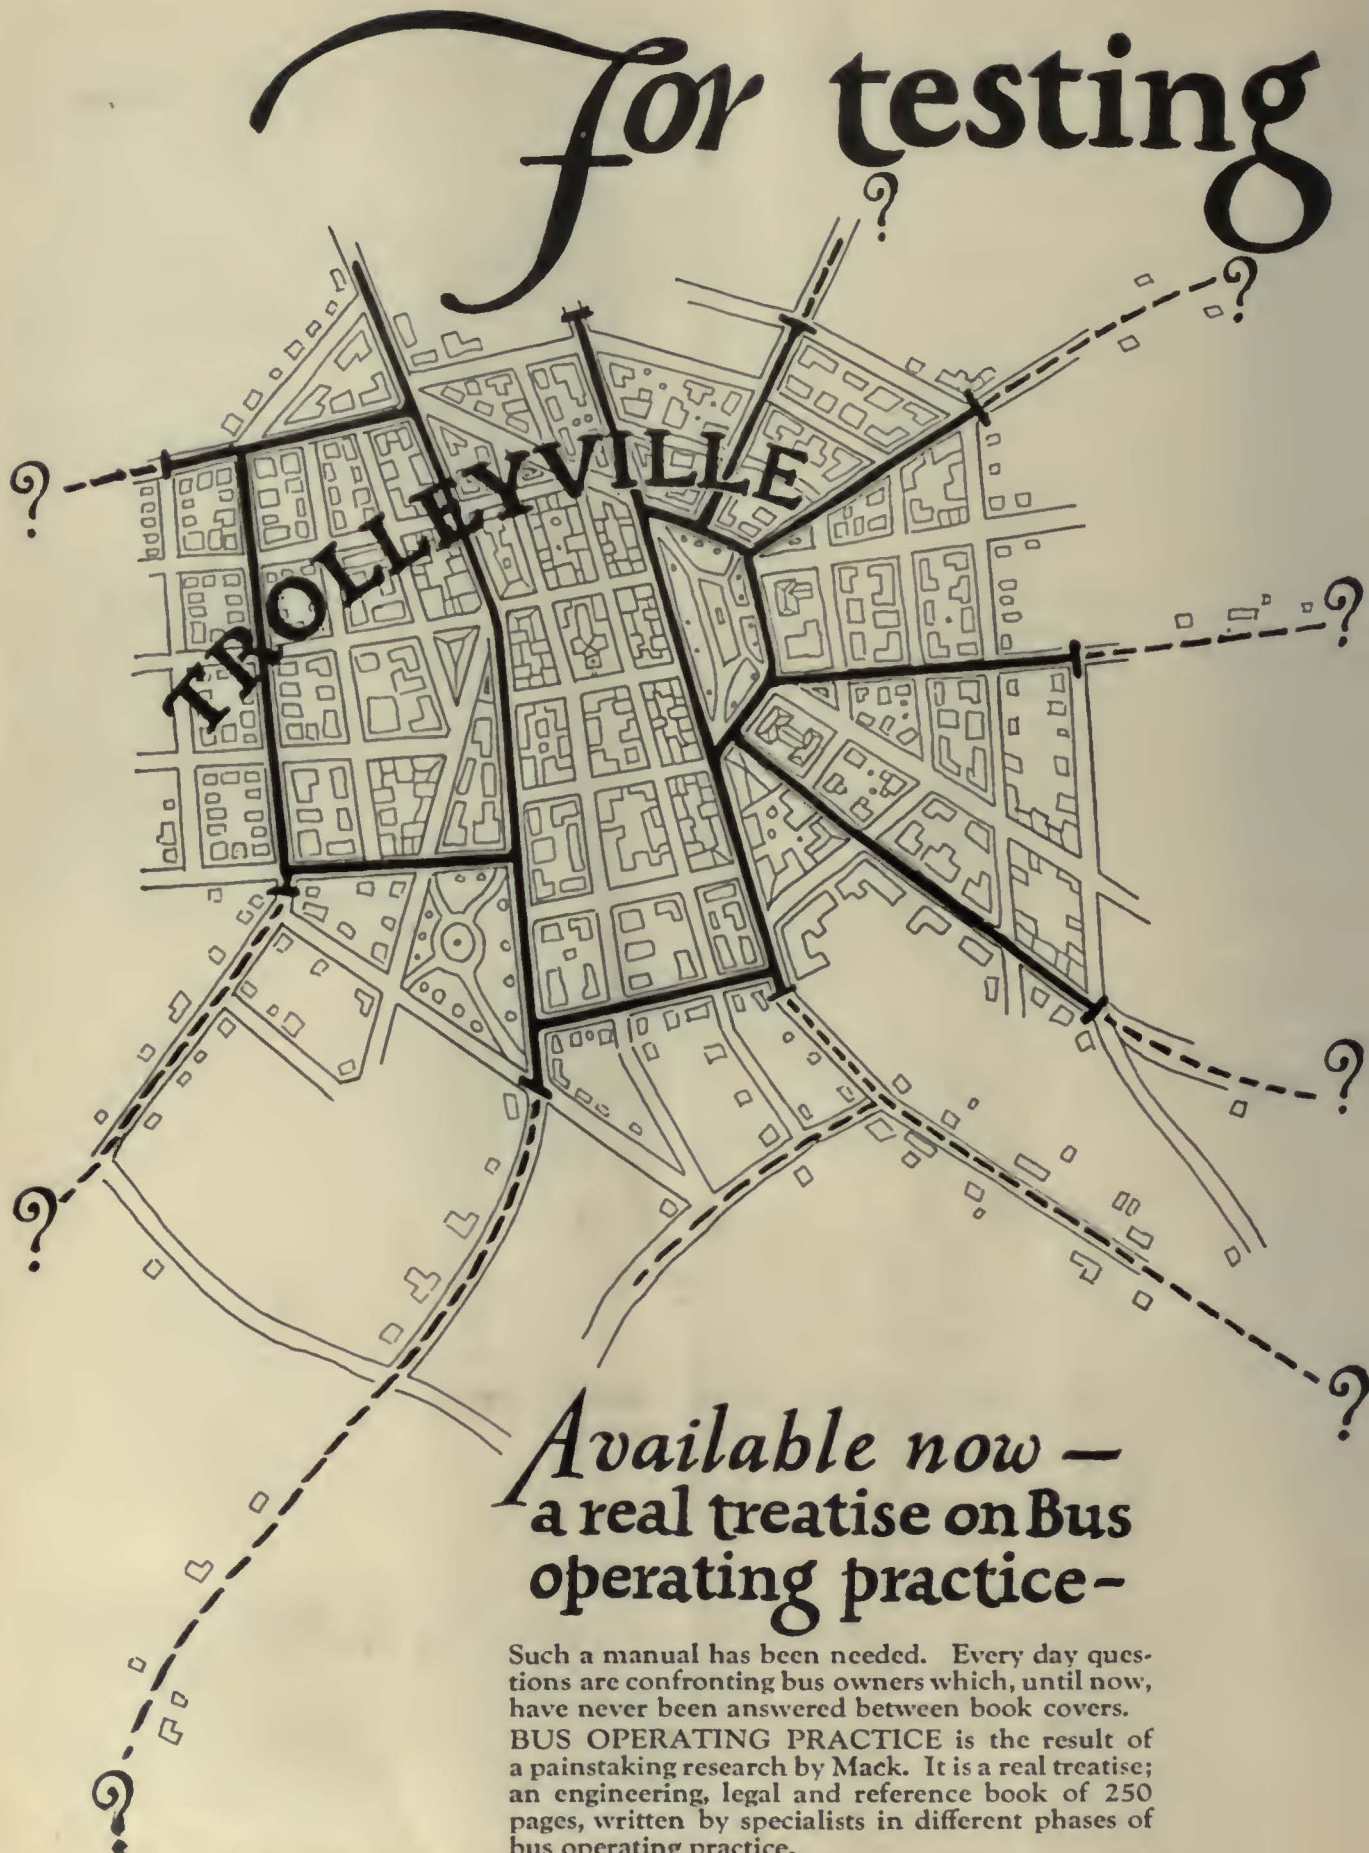 For testing
?
?
?
TROLLEYVILLE
?
?
?
?
?
Available now —
a real treatise on Bus
operating practice-
Such a manual has been needed. Every day ques-
tions are confronting bus owners which, until now,
have never been answered between book covers.
BUS OPERATING PRACTICE is the result of
a painstaking research by Mack. It is a real treatise;
an engineering, legal and reference book of 250
pages, written by specialists in different phases of
bus operating practice.